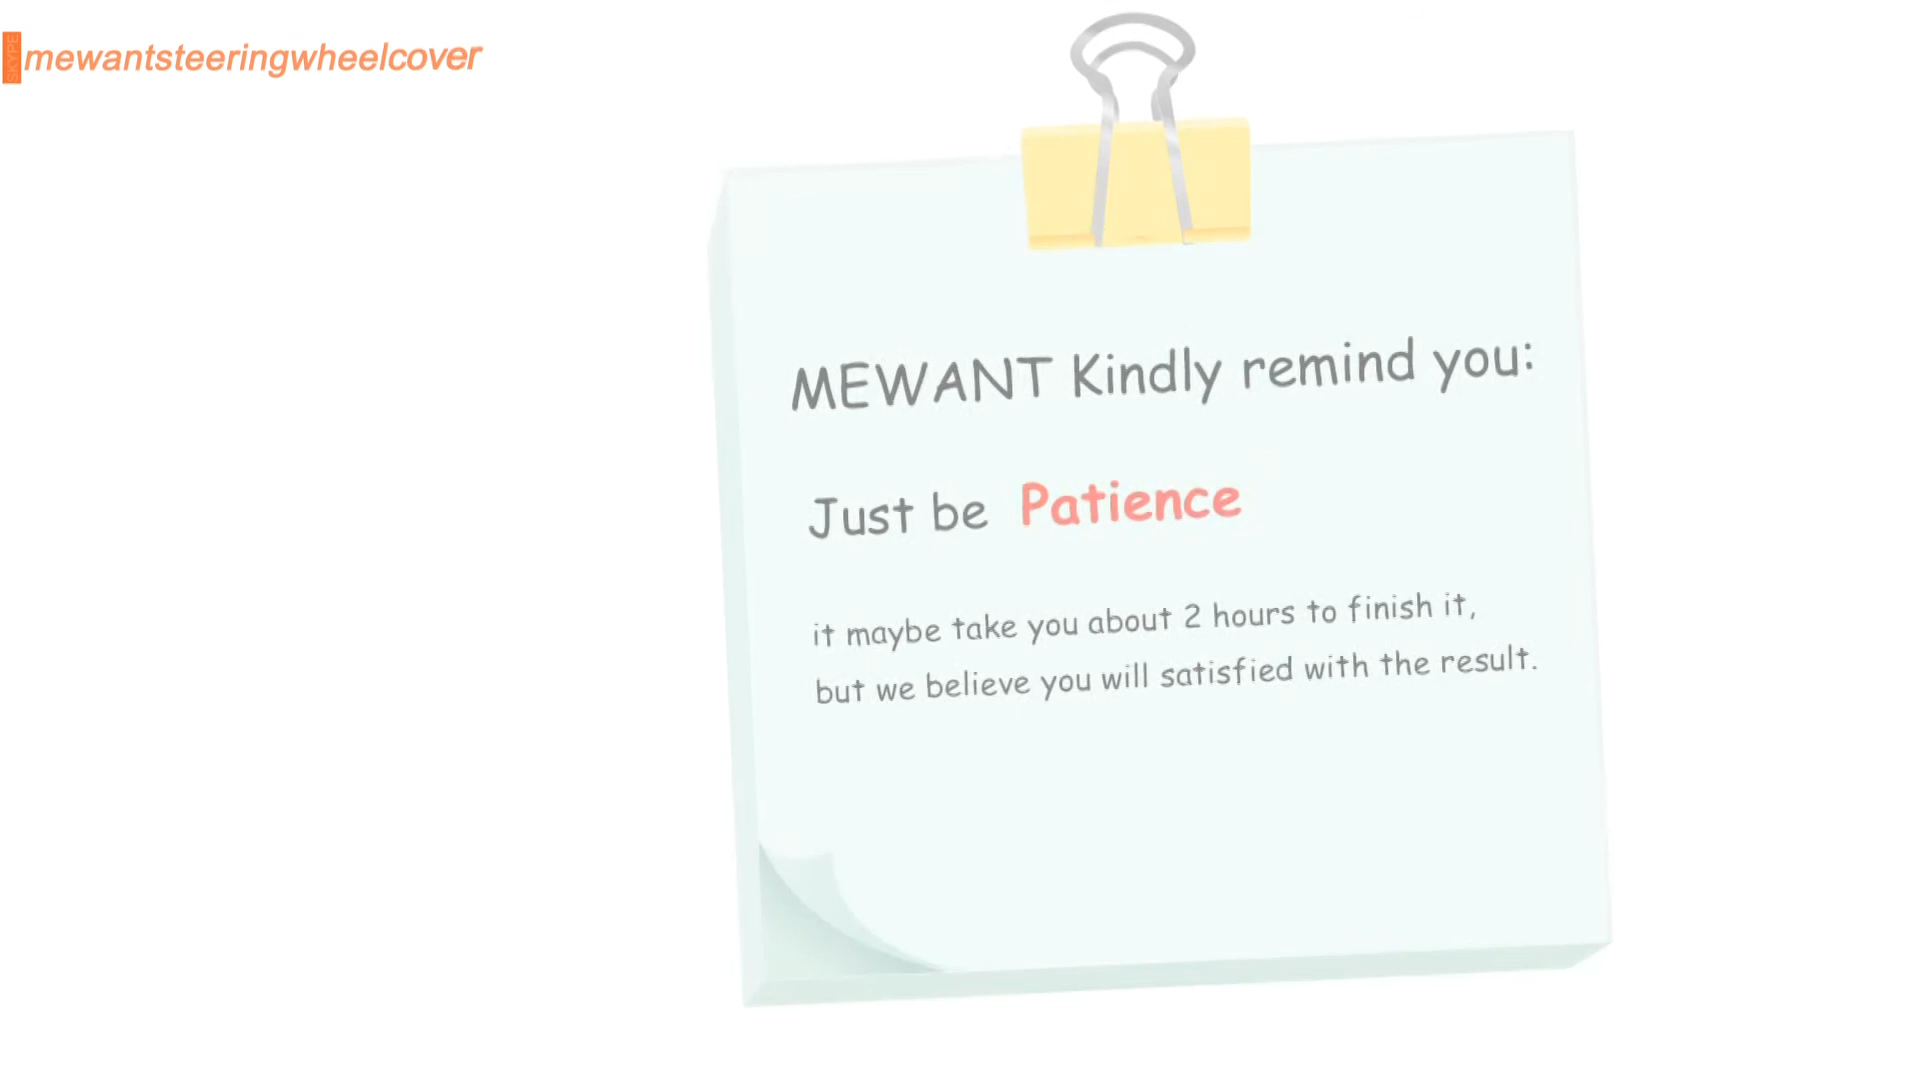 SKYPE
mewantsteeringwheelcover
MEWANT Kindly remind you:
Just be Patience
it maybe take you about 2 hours to finish it,
but we believe you will satisfied with the result.